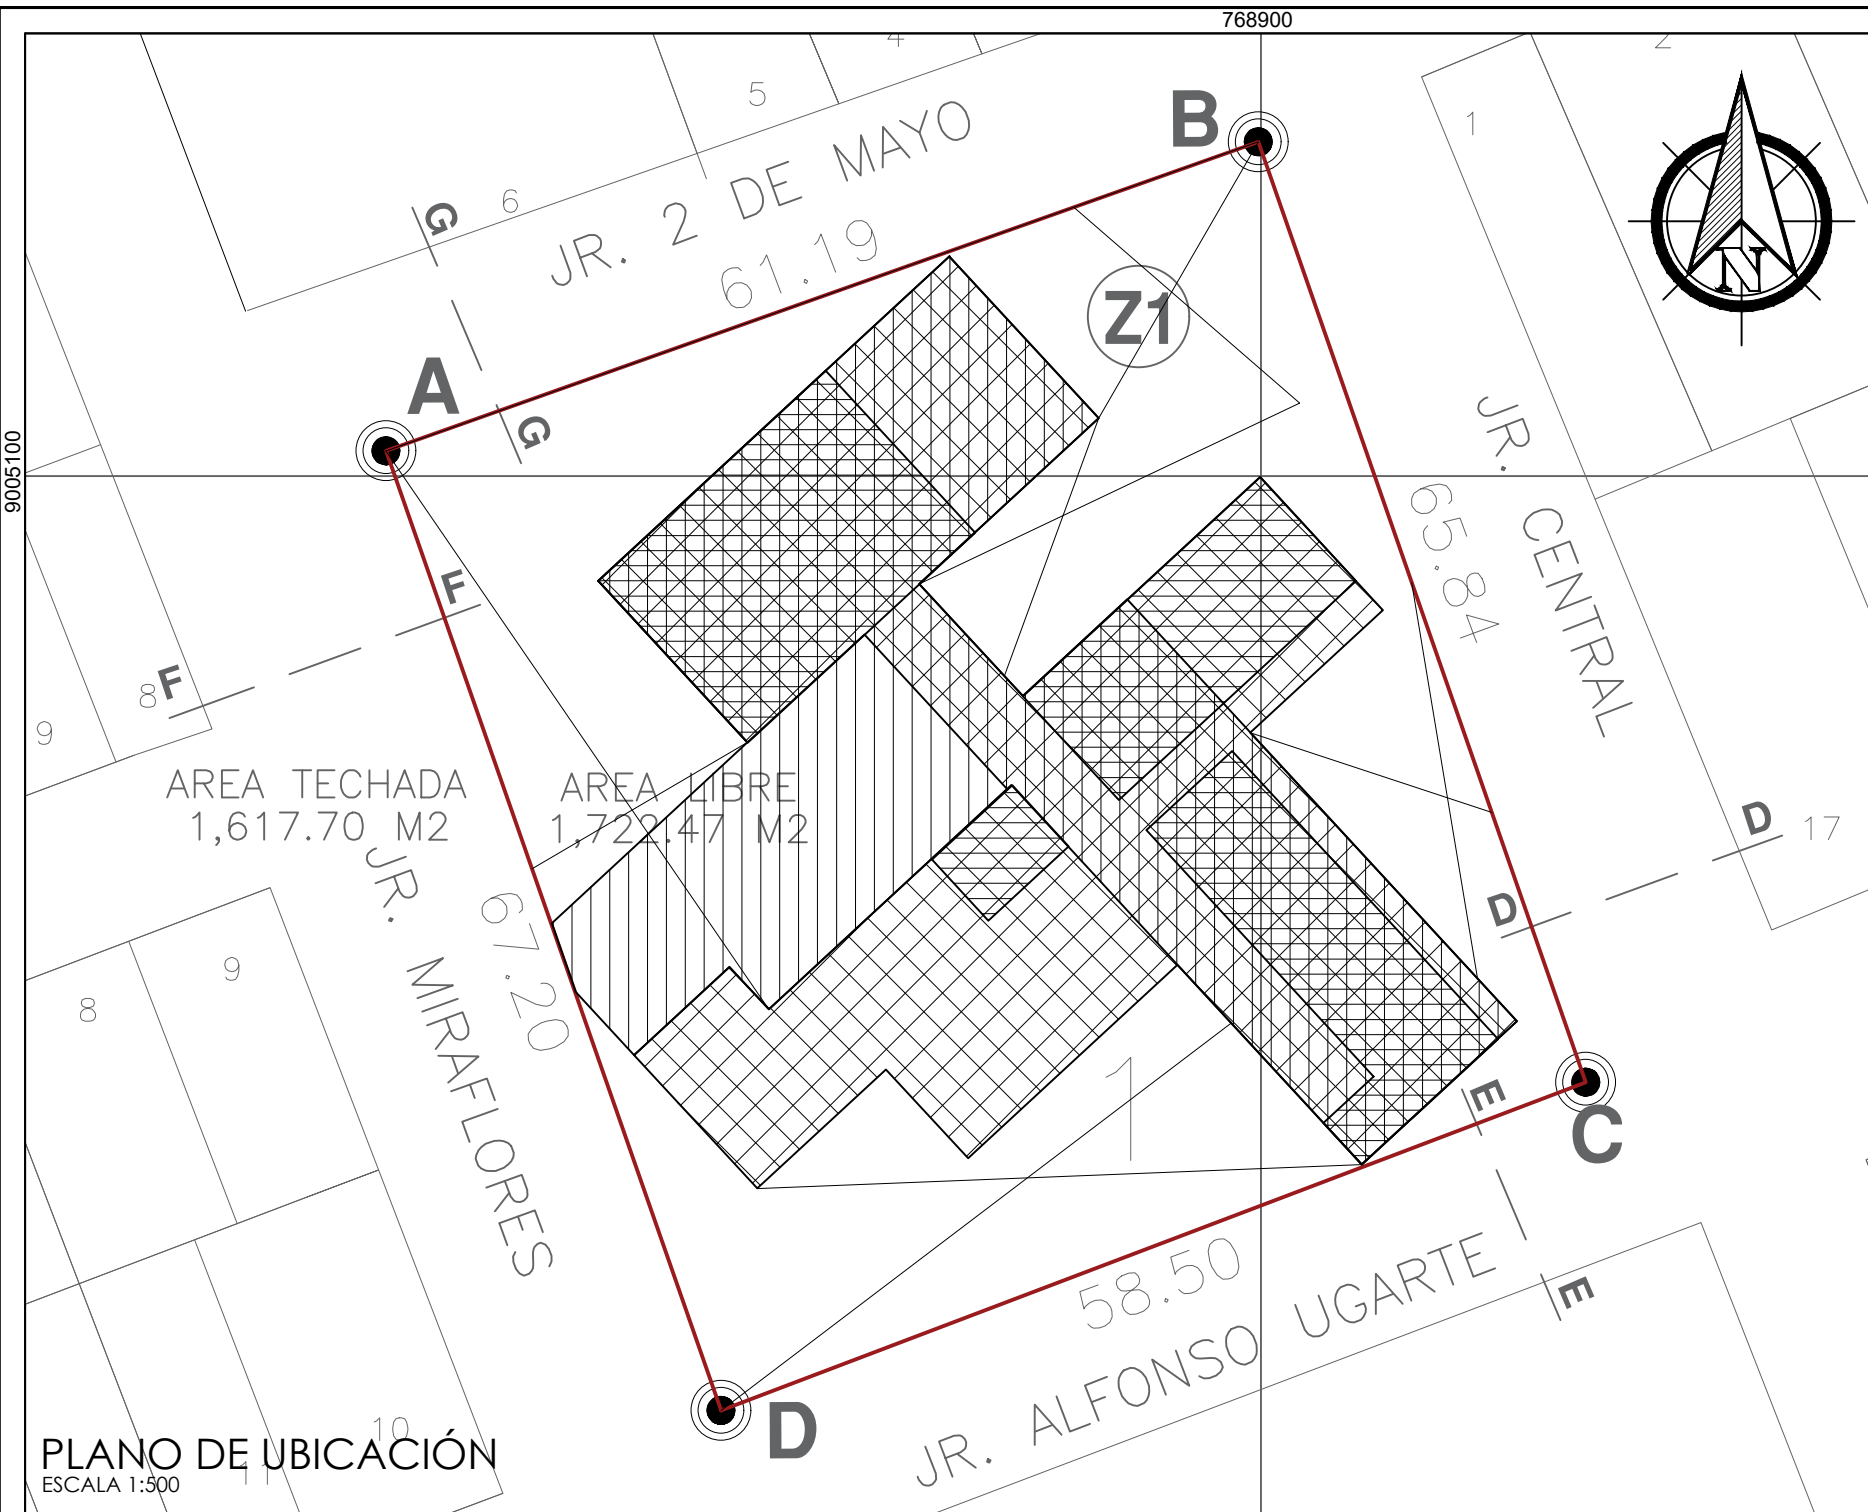 768900
9005100
4
5
6
2
1
JR. 2 DE MAYO
61.19
G
G
A
B
Z1
N
JR. CENTRAL
65.84
F
F
8
9
AREA TECHADA
1,617.70 M2
AREA LIBRE
1,722.47 M2
D
17
D
JR. MIRAFLORES
67.20
9
8
1
E
C
E
58.50
JR. ALFONSO UGARTE
D
10
11
PLANO DE UBICACIÓN
ESCALA 1:500